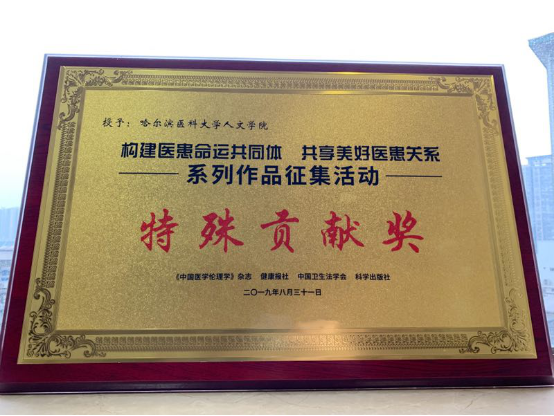 授予：哈尔滨医科大学人文学院
构建医患命运共同体 共享美好医患关系
系列作品征集活动
特殊贡献奖
《中国医学伦理学》杂志 健康报社 中国卫生法学会 科学出版社
二〇一九年八月三十一日